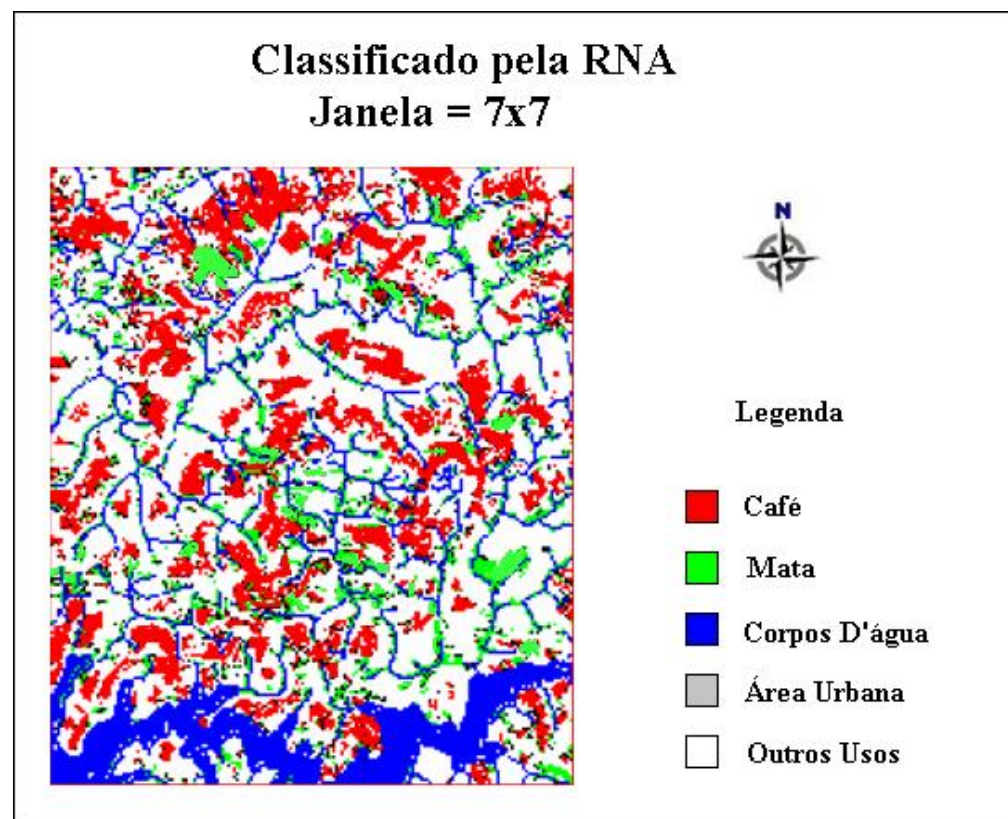 Classificado pela RNA
Janela = 7x7
N
Legenda
Café
Mata
Corpos D'água
Área Urbana
Outros Usos